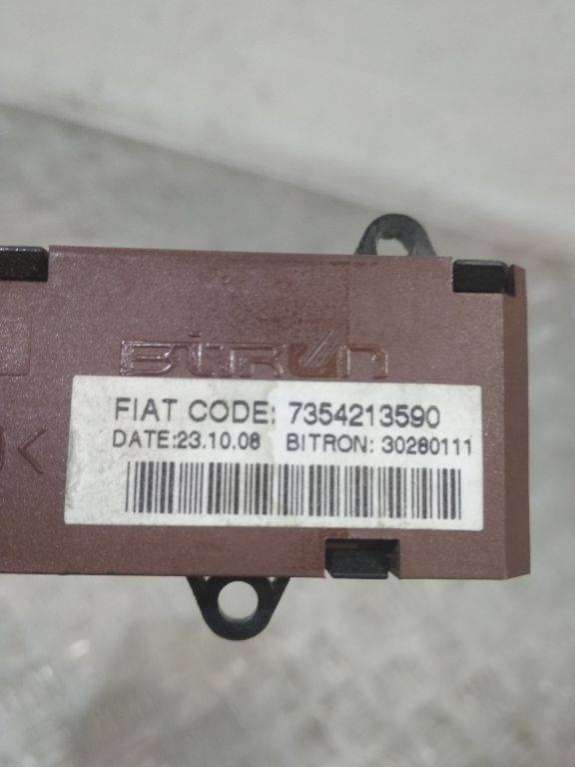 BITRON
FIAT CODE: 7354213590
DATE:23.10.08 BITRON: 30280111
<